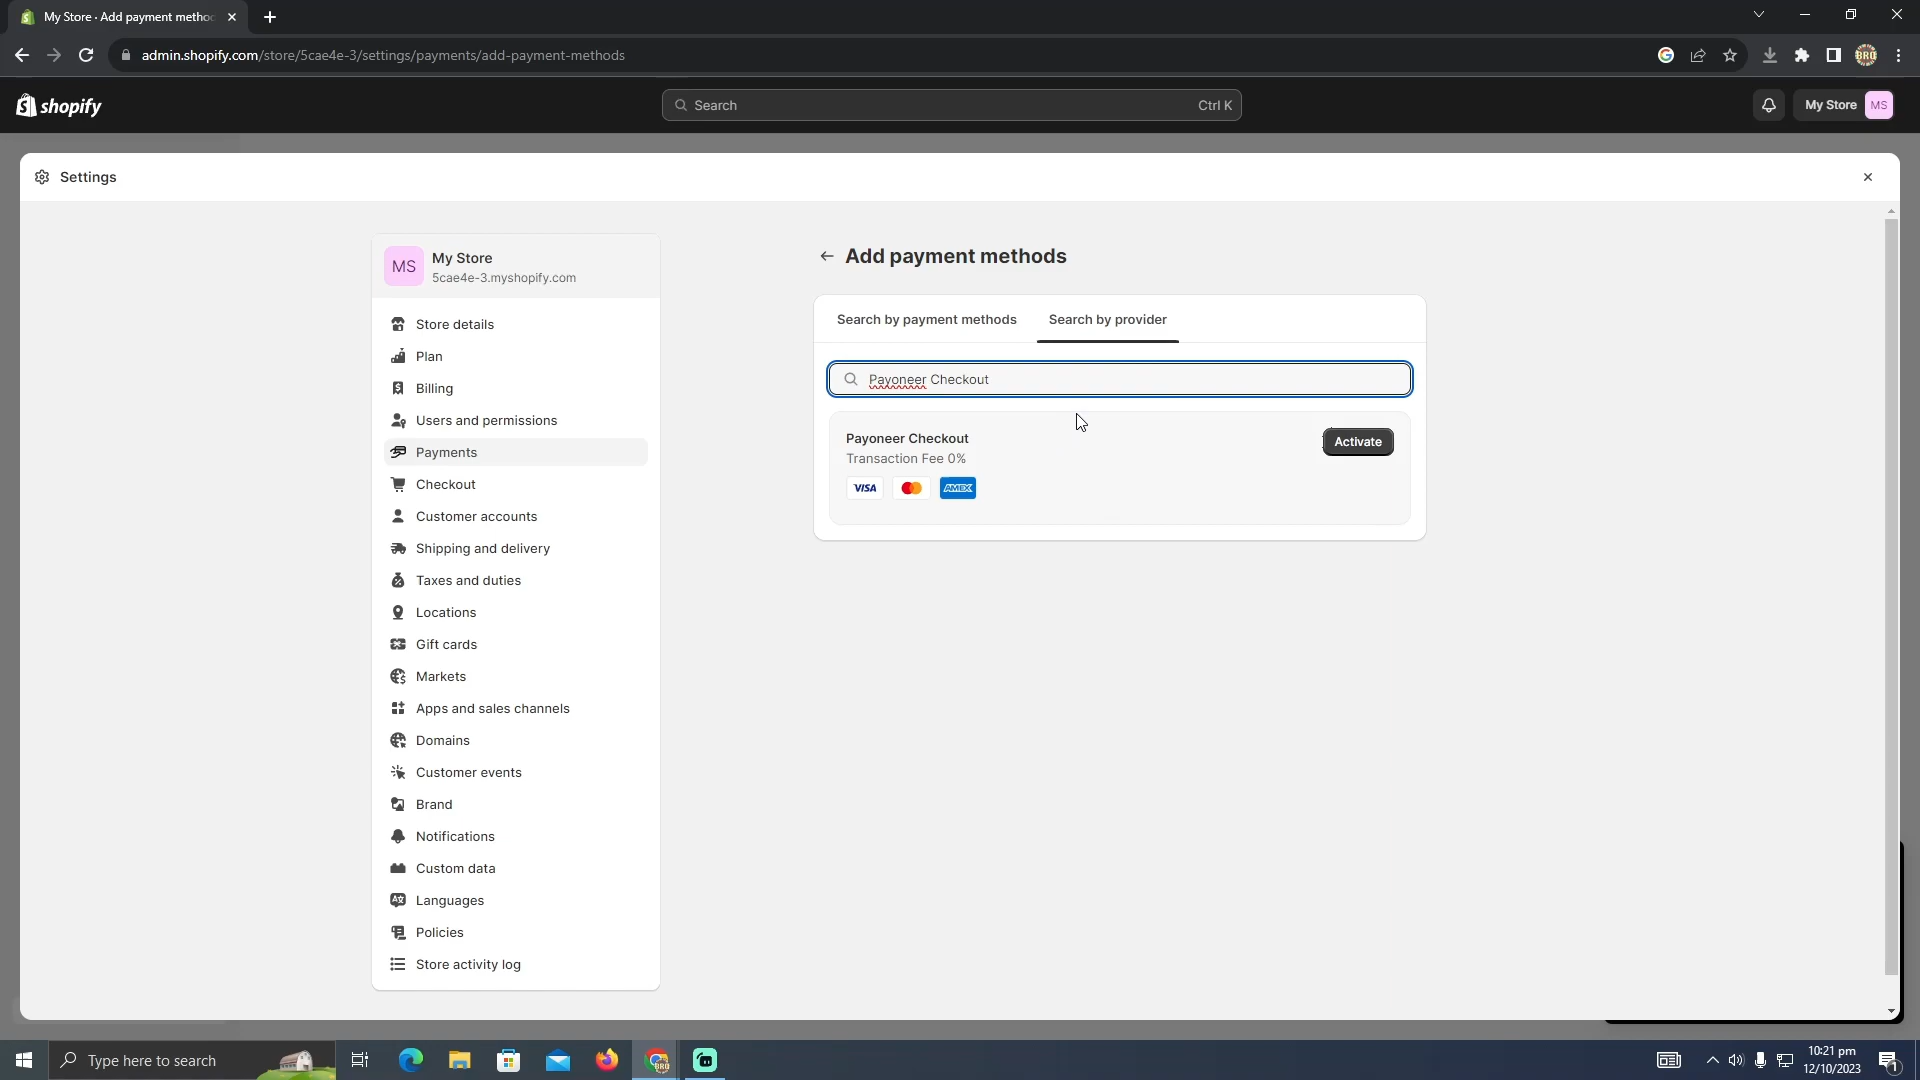 My Store · Add payment metho
admin.shopify.com/store/5cae4e-3/settings/payments/add-payment-methods
BRO
shopify
Search
Ctrl K
My Store
MS
Settings
MS
My Store
5cae4e-3.myshopify.com
Store details
Plan
Billing
Users and permissions
Payments
Checkout
Customer accounts
Shipping and delivery
Taxes and duties
Locations
Gift cards
Markets
Apps and sales channels
Domains
Customer events
Brand
Notifications
Custom data
Languages
Policies
Store activity log
Add payment methods
Search by payment methods
Search by provider
Payoneer Checkout
Payoneer Checkout
Transaction Fee 0%
VISA
AMEX
Activate
Type here to search
BRO
10:21 pm
12/10/2023
1